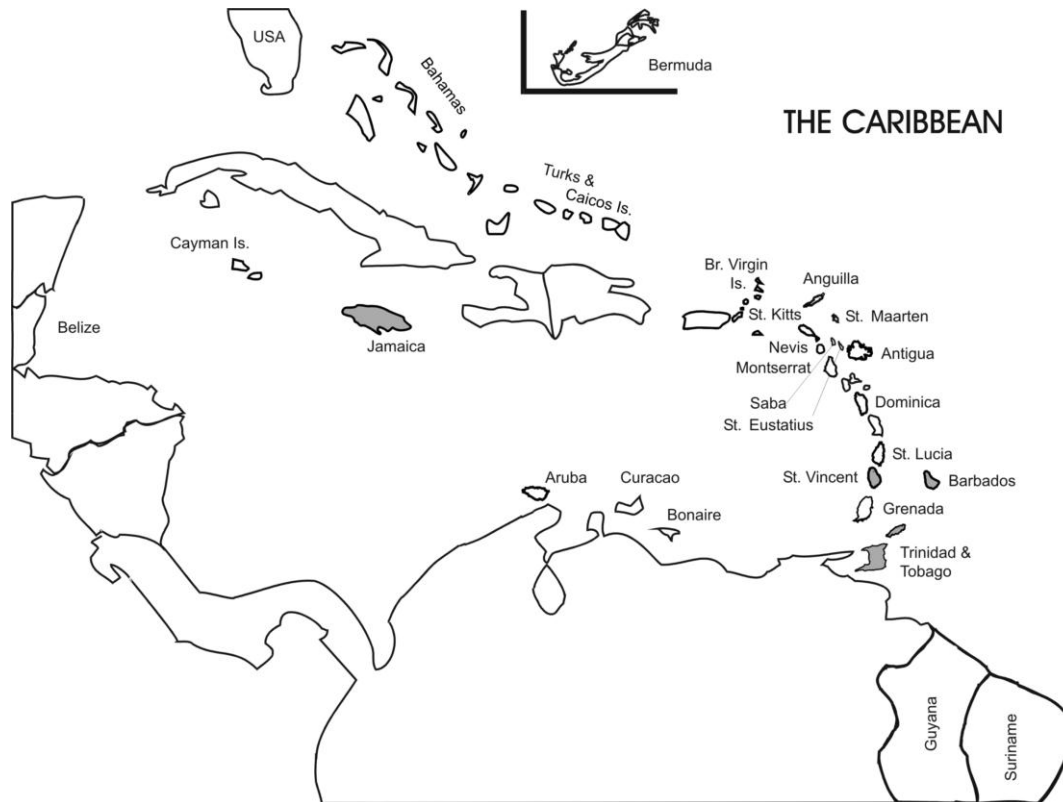 USA
Bahamas
Bermuda
THE CARIBBEAN
Turks &
Caicos Is.
Cayman Is.
Belize
Jamaica
Br. Virgin
Is.
Anguilla
St. Kitts
St. Maarten
Nevis
Antigua
Montserrat
Saba
St. Eustatius
Dominica
St. Lucia
St. Vincent
Barbados
Grenada
Aruba
Curacao
Bonaire
Trinidad &
Tobago
Guyana
Suriname